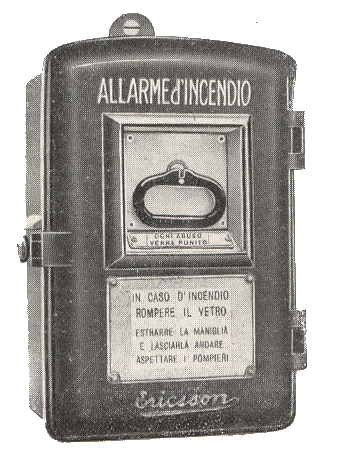 ALLARME d'INCENDIO
OGNI ABUSO
VERRÀ PUNITO
IN CASO D'INCENDIO
ROMPERE IL VETRO
ESTRARRE LA MANIGLIA
E LASCIARLA ANDARE
ASPETTARE I POMPIERI
Ericsson